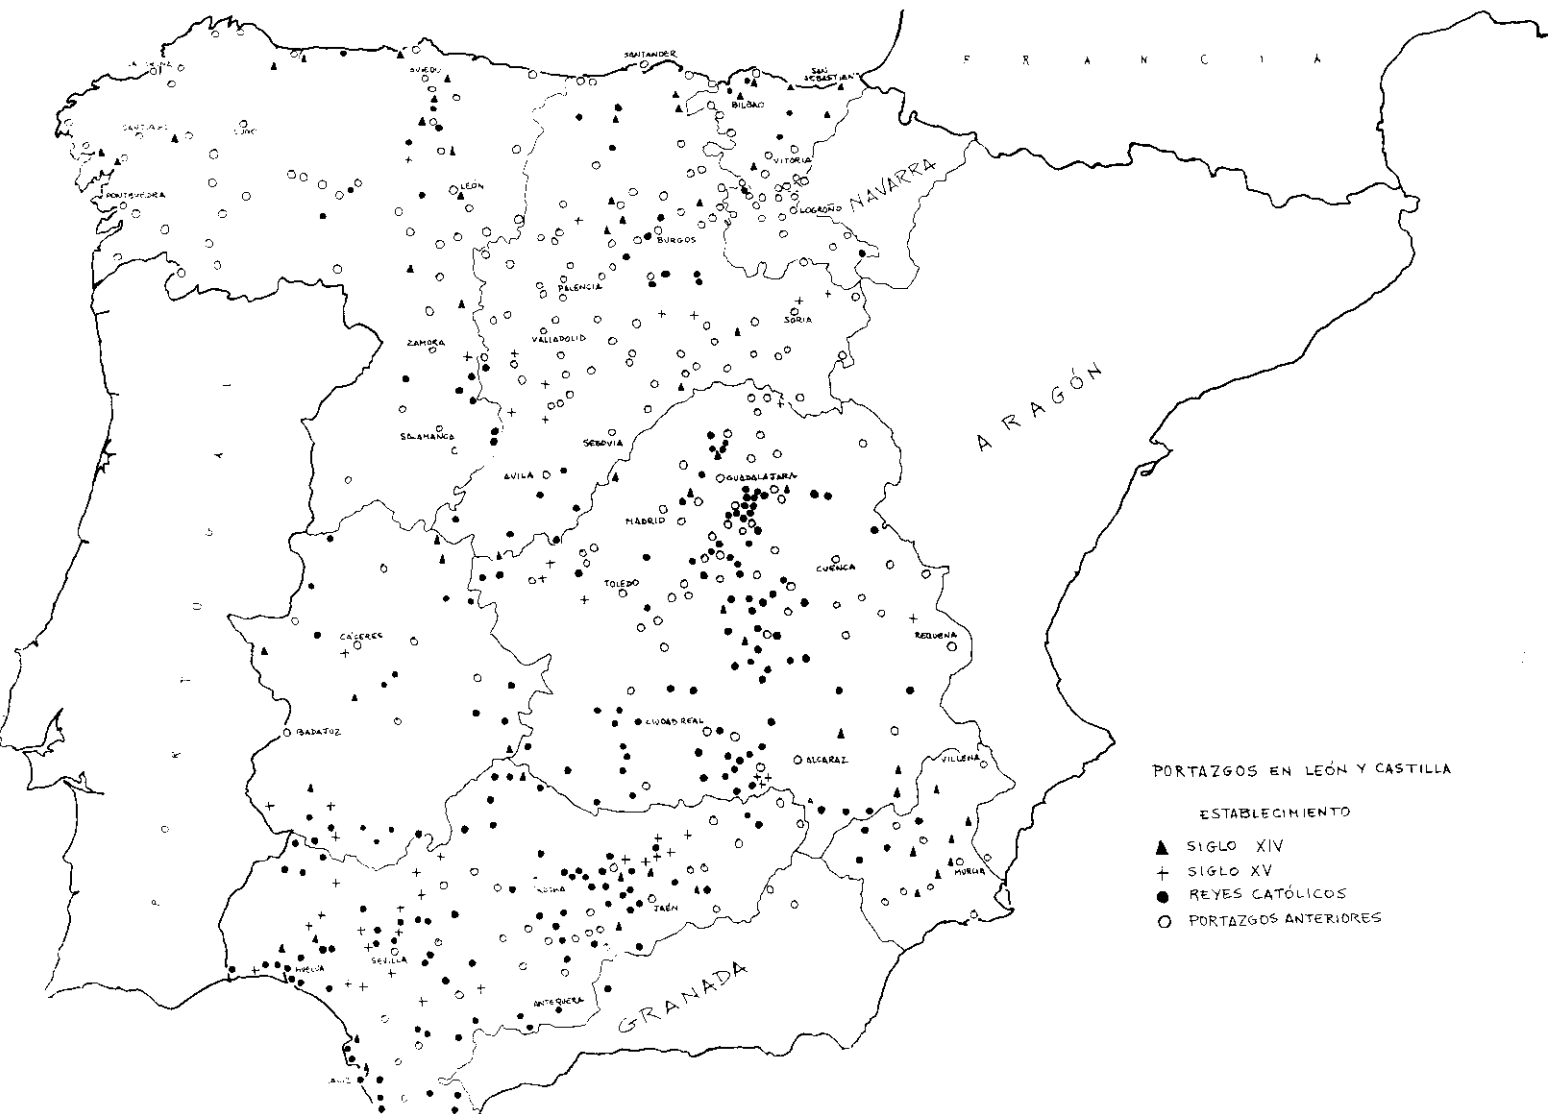 FRANCIA
SANTANDER
SAN
SEBASTIAN
OVIEDO
BILBAO
SANTIAGO
LUGO
VITORIA
LEÓN
NAVARRA
PONTEVEDRA
LOGROÑO
BURGOS
PALENCIA
SORIA
VALLADOLID
ZAMORA
ARAGÓN
SALAMANCA
SEGOVIA
AVILA
GUADALAJARA
MADRID
CUENCA
TOLEDO
CÁCERES
REQUENA
CIUDAD REAL
BADAJOZ
ALCARAZ
VILLENA
PORTAZGOS EN LEÓN Y CASTILLA
ESTABLECIMIENTO
SIGLO XIV
SIGLO XV
REYES CATÓLICOS
PORTAZGOS ANTERIORES
MURCIA
JAÉN
SEVILLA
HUELVA
ANTEQUERA
GRANADA